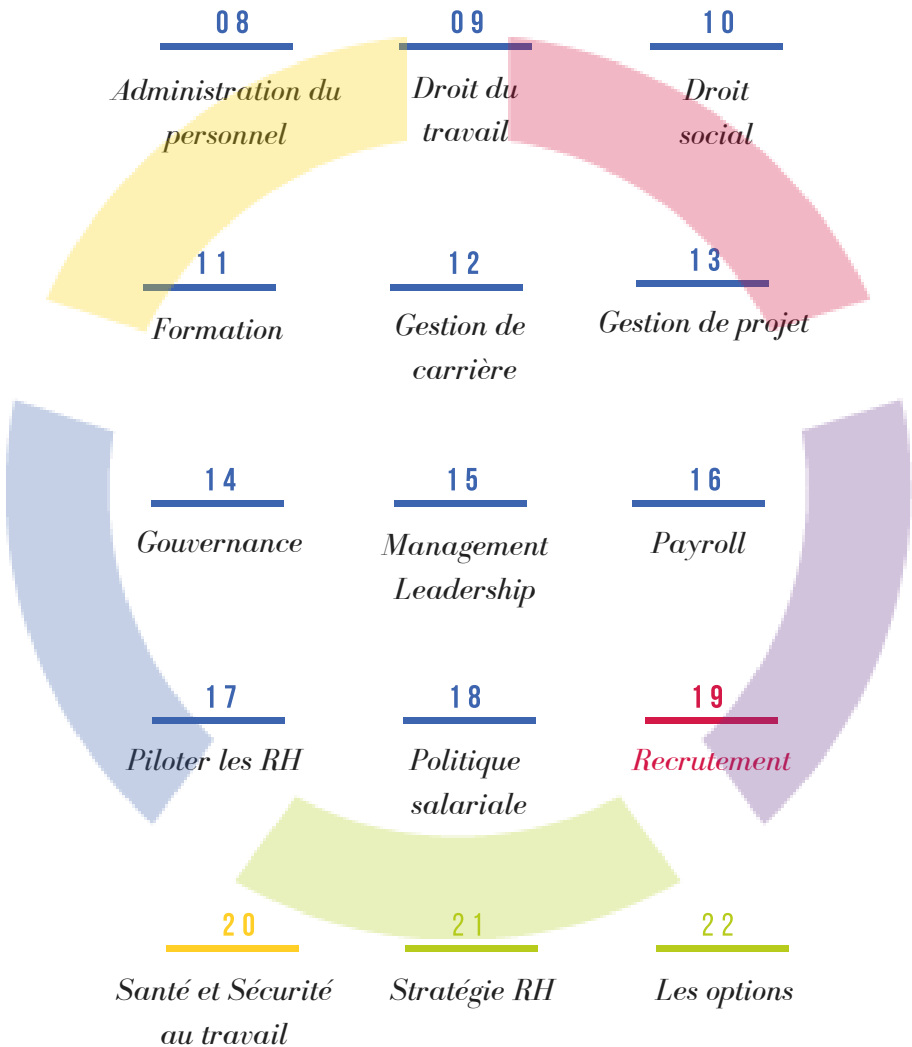 08
Administration du
personnel
09
Droit du
travail
10
Droit
social
11
Formation
12
Gestion de
carrière
13
Gestion de projet
14
Gouvernance
15
Management
Leadership
16
Payroll
17
Piloter les RH
18
Politique
salariale
19
Recrutement
20
Santé et Sécurité
au travail
21
Stratégie RH
22
Les options